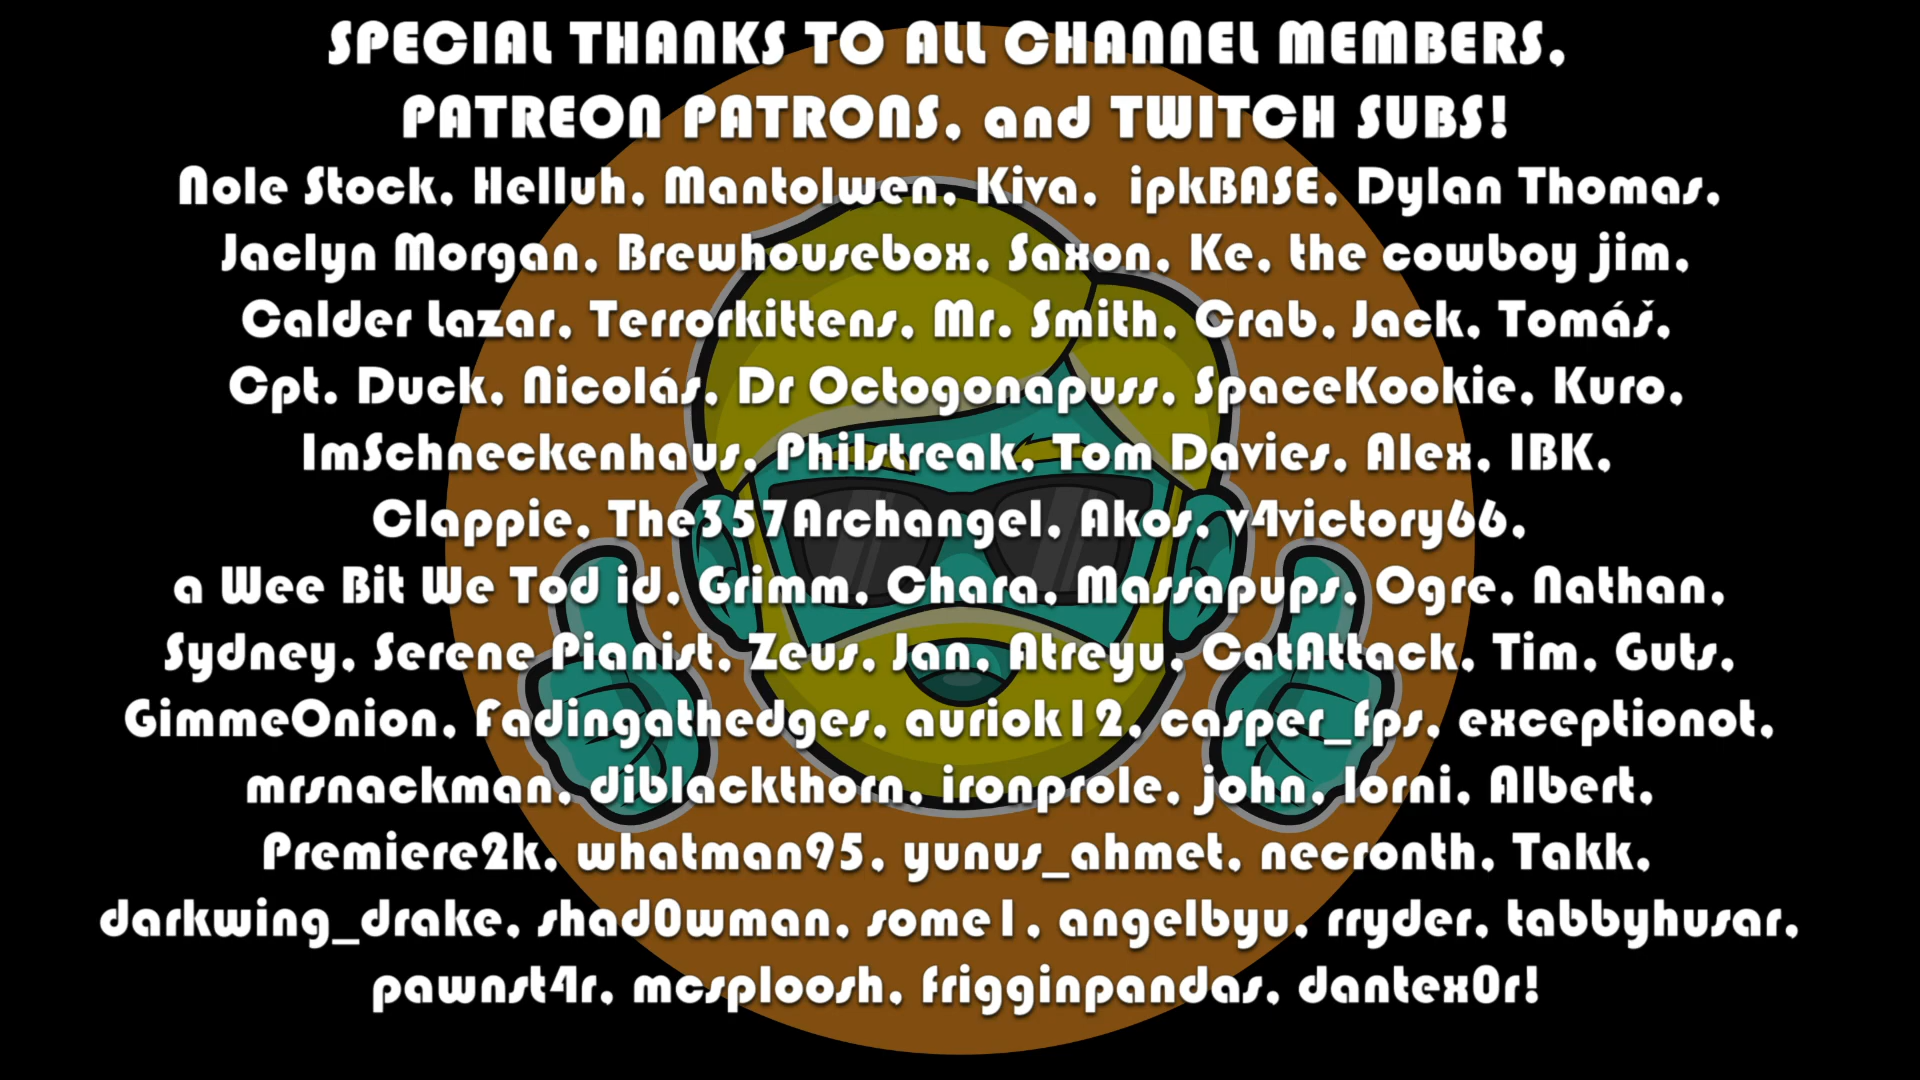 SPECIAL THANKS TO ALL CHANNEL MEMBERS,
PATREON PATRONS, and TWITCH SUBS!
Nole Stock, Helluh, Mantolwen, Kiva, ipkBASE, Dylan Thomas,
Jaclyn Morgan, Brewhousebox, Saxon, Ke, the cowboy jim,
Calder Lazar, Terrorkittens, Mr. Smith, Crab, Jack, Tomáš,
Cpt. Duck, Nicolás, Dr Octogonapuss, SpaceKookie, Kuro,
ImSchneckenhaus, Philstreak, Tom Davies, Alex, IBK,
Clappie, The357Archangel, Akos, v4victory66,
a Wee Bit We Tod id, Grimm, Chara, Massapups, Ogre, Nathan,
Sydney, Serene Pianist, Zeus, Jan, Atreyu, CatAttack, Tim, Guts,
GimmeOnion, Fadingathedges, auriok12, casper_fps, exceptionot,
mrsnackman, diblackthorn, ironprole, john, lorni, Albert,
Premiere2k, whatman95, yunus_ahmet, necronth, Takk,
darkwing_drake, shad0wman, some1, angelbyu, rryder, tabbyhusar,
pawnst4r, mcsploosh, frigginpandas, dantex0r!